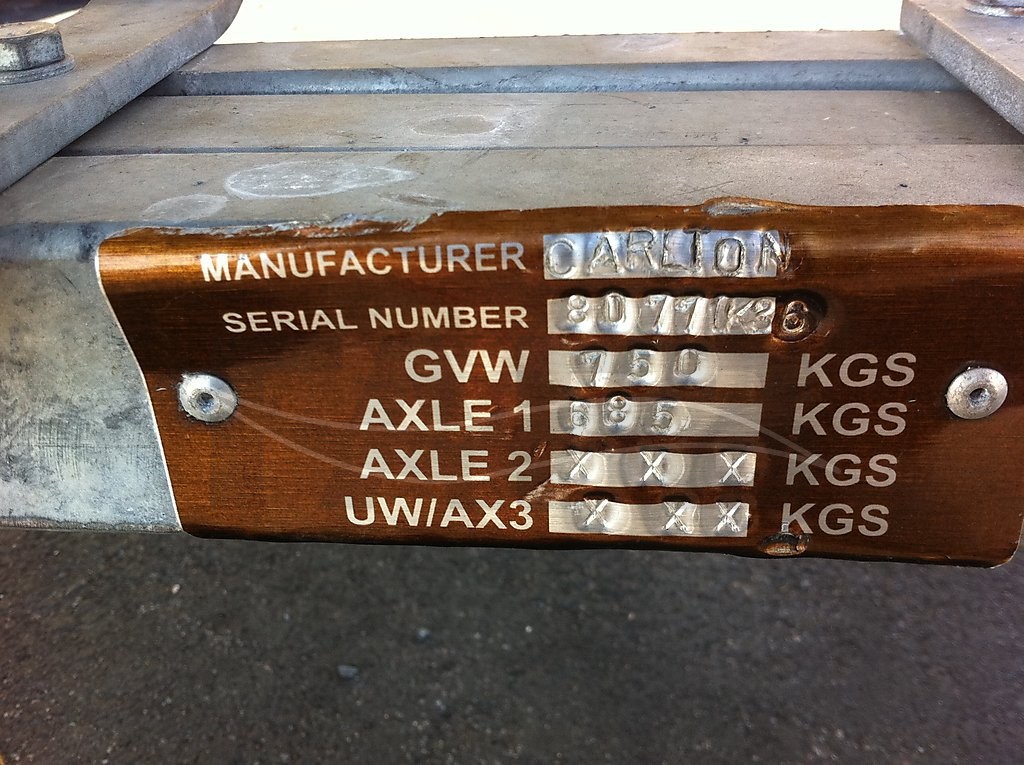 MANUFACTURER CARLTON
SERIAL NUMBER
GVW 750 KGS
AXLE 1 685 KGS
AXLE 2 X X X KGS
UW/AX3 X X X KGS